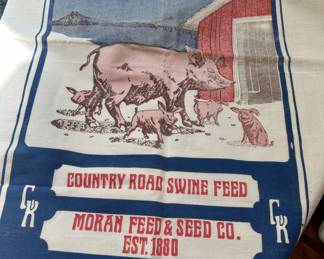 COUNTRY ROAD SWINE FEED
MORAN FEED & SEED CO.
EST. 1880
CR
CR